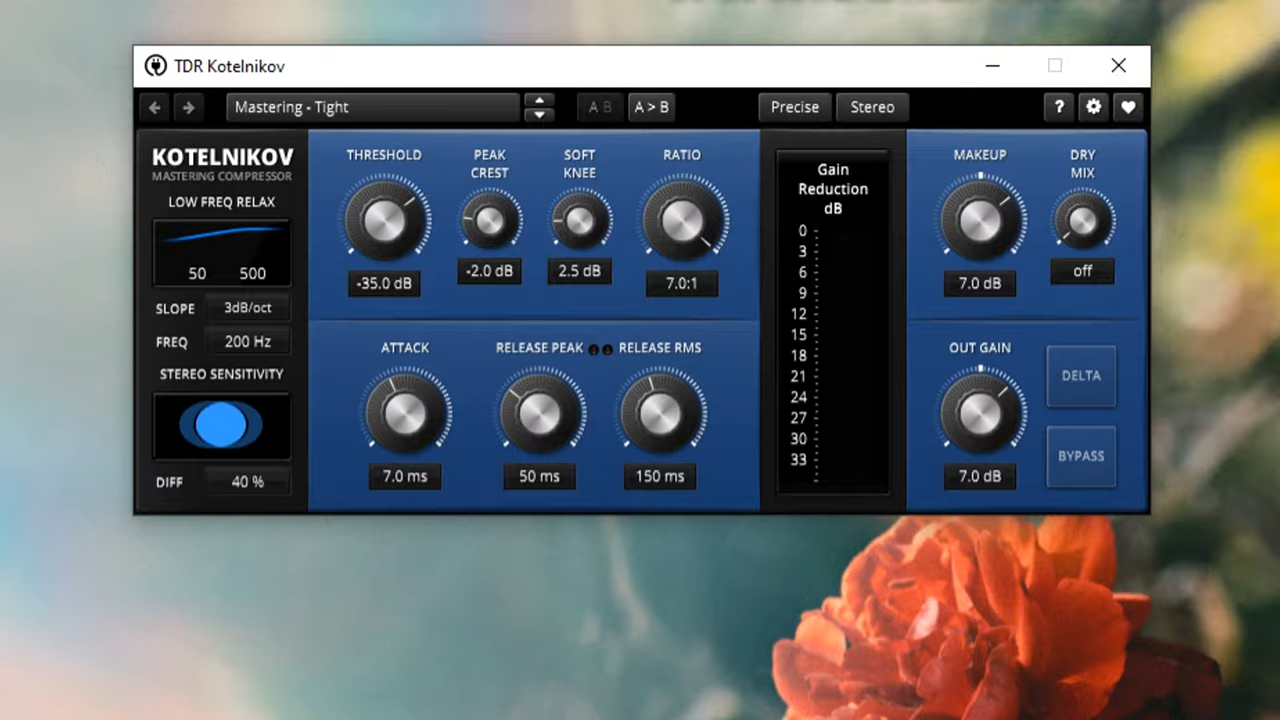 TDR Kotelnikov
Mastering - Tight
A B
A > B
Precise
Stereo
?
KOTELNIKOV
MASTERING COMPRESSOR
LOW FREQ RELAX
50 500
SLOPE 3dB/oct
FREQ 200 Hz
STEREO SENSITIVITY
DIFF 40 %
THRESHOLD
-35.0 dB
PEAK
CREST
-2.0 dB
SOFT
KNEE
2.5 dB
RATIO
7.0:1
ATTACK
7.0 ms
RELEASE PEAK
50 ms
RELEASE RMS
150 ms
Gain
Reduction
dB
0
3
6
9
12
15
18
21
24
27
30
33
MAKEUP
7.0 dB
DRY
MIX
off
OUT GAIN
7.0 dB
DELTA
BYPASS